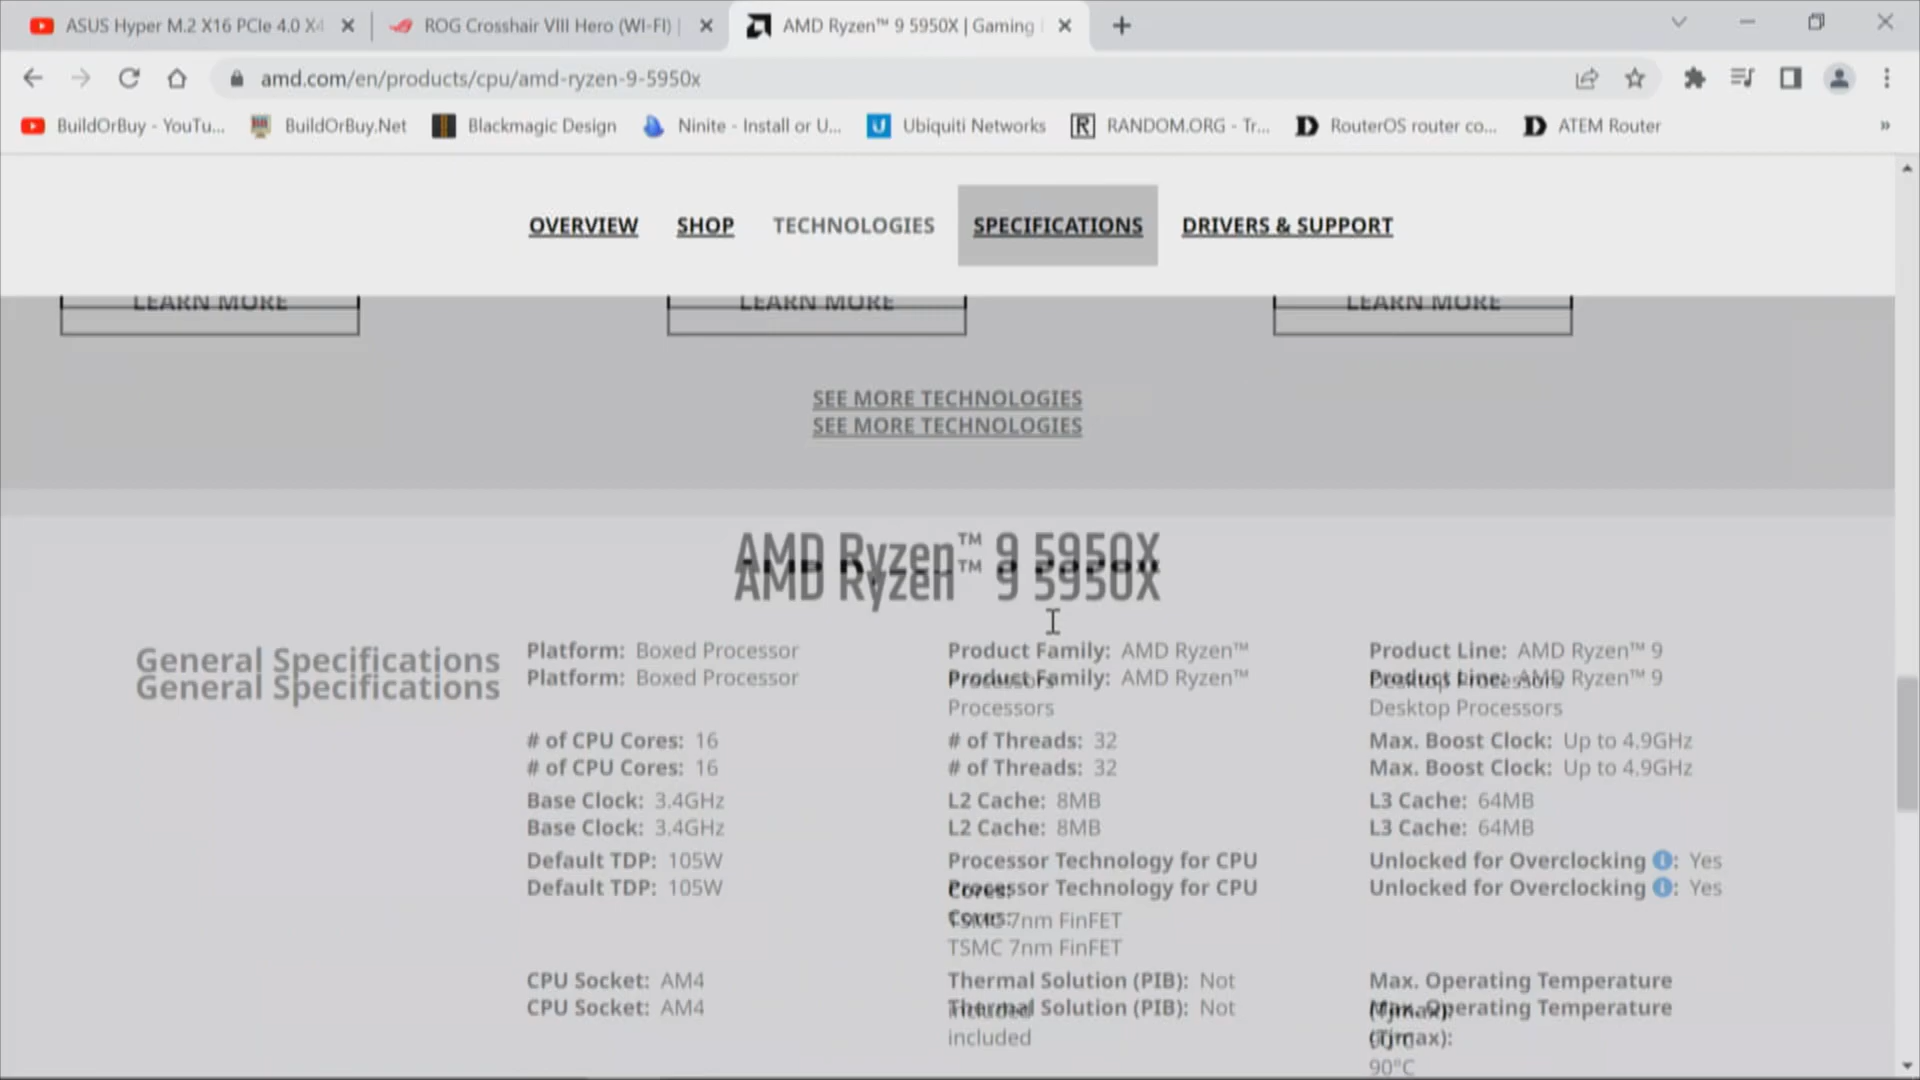 ASUS Hyper M.2 X16 PCIe 4.0 X4
ROG Crosshair VIII Hero (WI-FI) |
AMD Ryzen™ 9 5950X | Gaming
amd.com/en/products/cpu/amd-ryzen-9-5950x
BuildOrBuy - YouTu...
BuildOrBuy.Net
Blackmagic Design
Ninite - Install or U...
Ubiquiti Networks
RANDOM.ORG - Tr...
RouterOS router co...
ATEM Router
»
OVERVIEW
SHOP
TECHNOLOGIES
SPECIFICATIONS
DRIVERS & SUPPORT
LEARN MORE
LEARN MORE
LEARN MORE
SEE MORE TECHNOLOGIES
SEE MORE TECHNOLOGIES
AMD Ryzen™ 9 5950X
AMD Ryzen™ 9 5950X
General Specifications
General Specifications
Platform: Boxed Processor
Platform: Boxed Processor
Product Family: AMD Ryzen™
Product Family: AMD Ryzen™
Processors
Processors
Product Line: AMD Ryzen™ 9
Product Line: AMD Ryzen™ 9
Desktop Processors
Desktop Processors
# of CPU Cores: 16
# of CPU Cores: 16
# of Threads: 32
# of Threads: 32
Max. Boost Clock: Up to 4.9GHz
Max. Boost Clock: Up to 4.9GHz
Base Clock: 3.4GHz
Base Clock: 3.4GHz
L2 Cache: 8MB
L2 Cache: 8MB
L3 Cache: 64MB
L3 Cache: 64MB
Default TDP: 105W
Default TDP: 105W
Processor Technology for CPU
Processor Technology for CPU
Cores:
Cores:
TSMC 7nm FinFET
TSMC 7nm FinFET
Unlocked for Overclocking : Yes
Unlocked for Overclocking : Yes
CPU Socket: AM4
CPU Socket: AM4
Thermal Solution (PIB): Not
Thermal Solution (PIB): Not
included
included
Max. Operating Temperature
Max. Operating Temperature
(Tjmax):
(Tjmax):
90°C
90°C